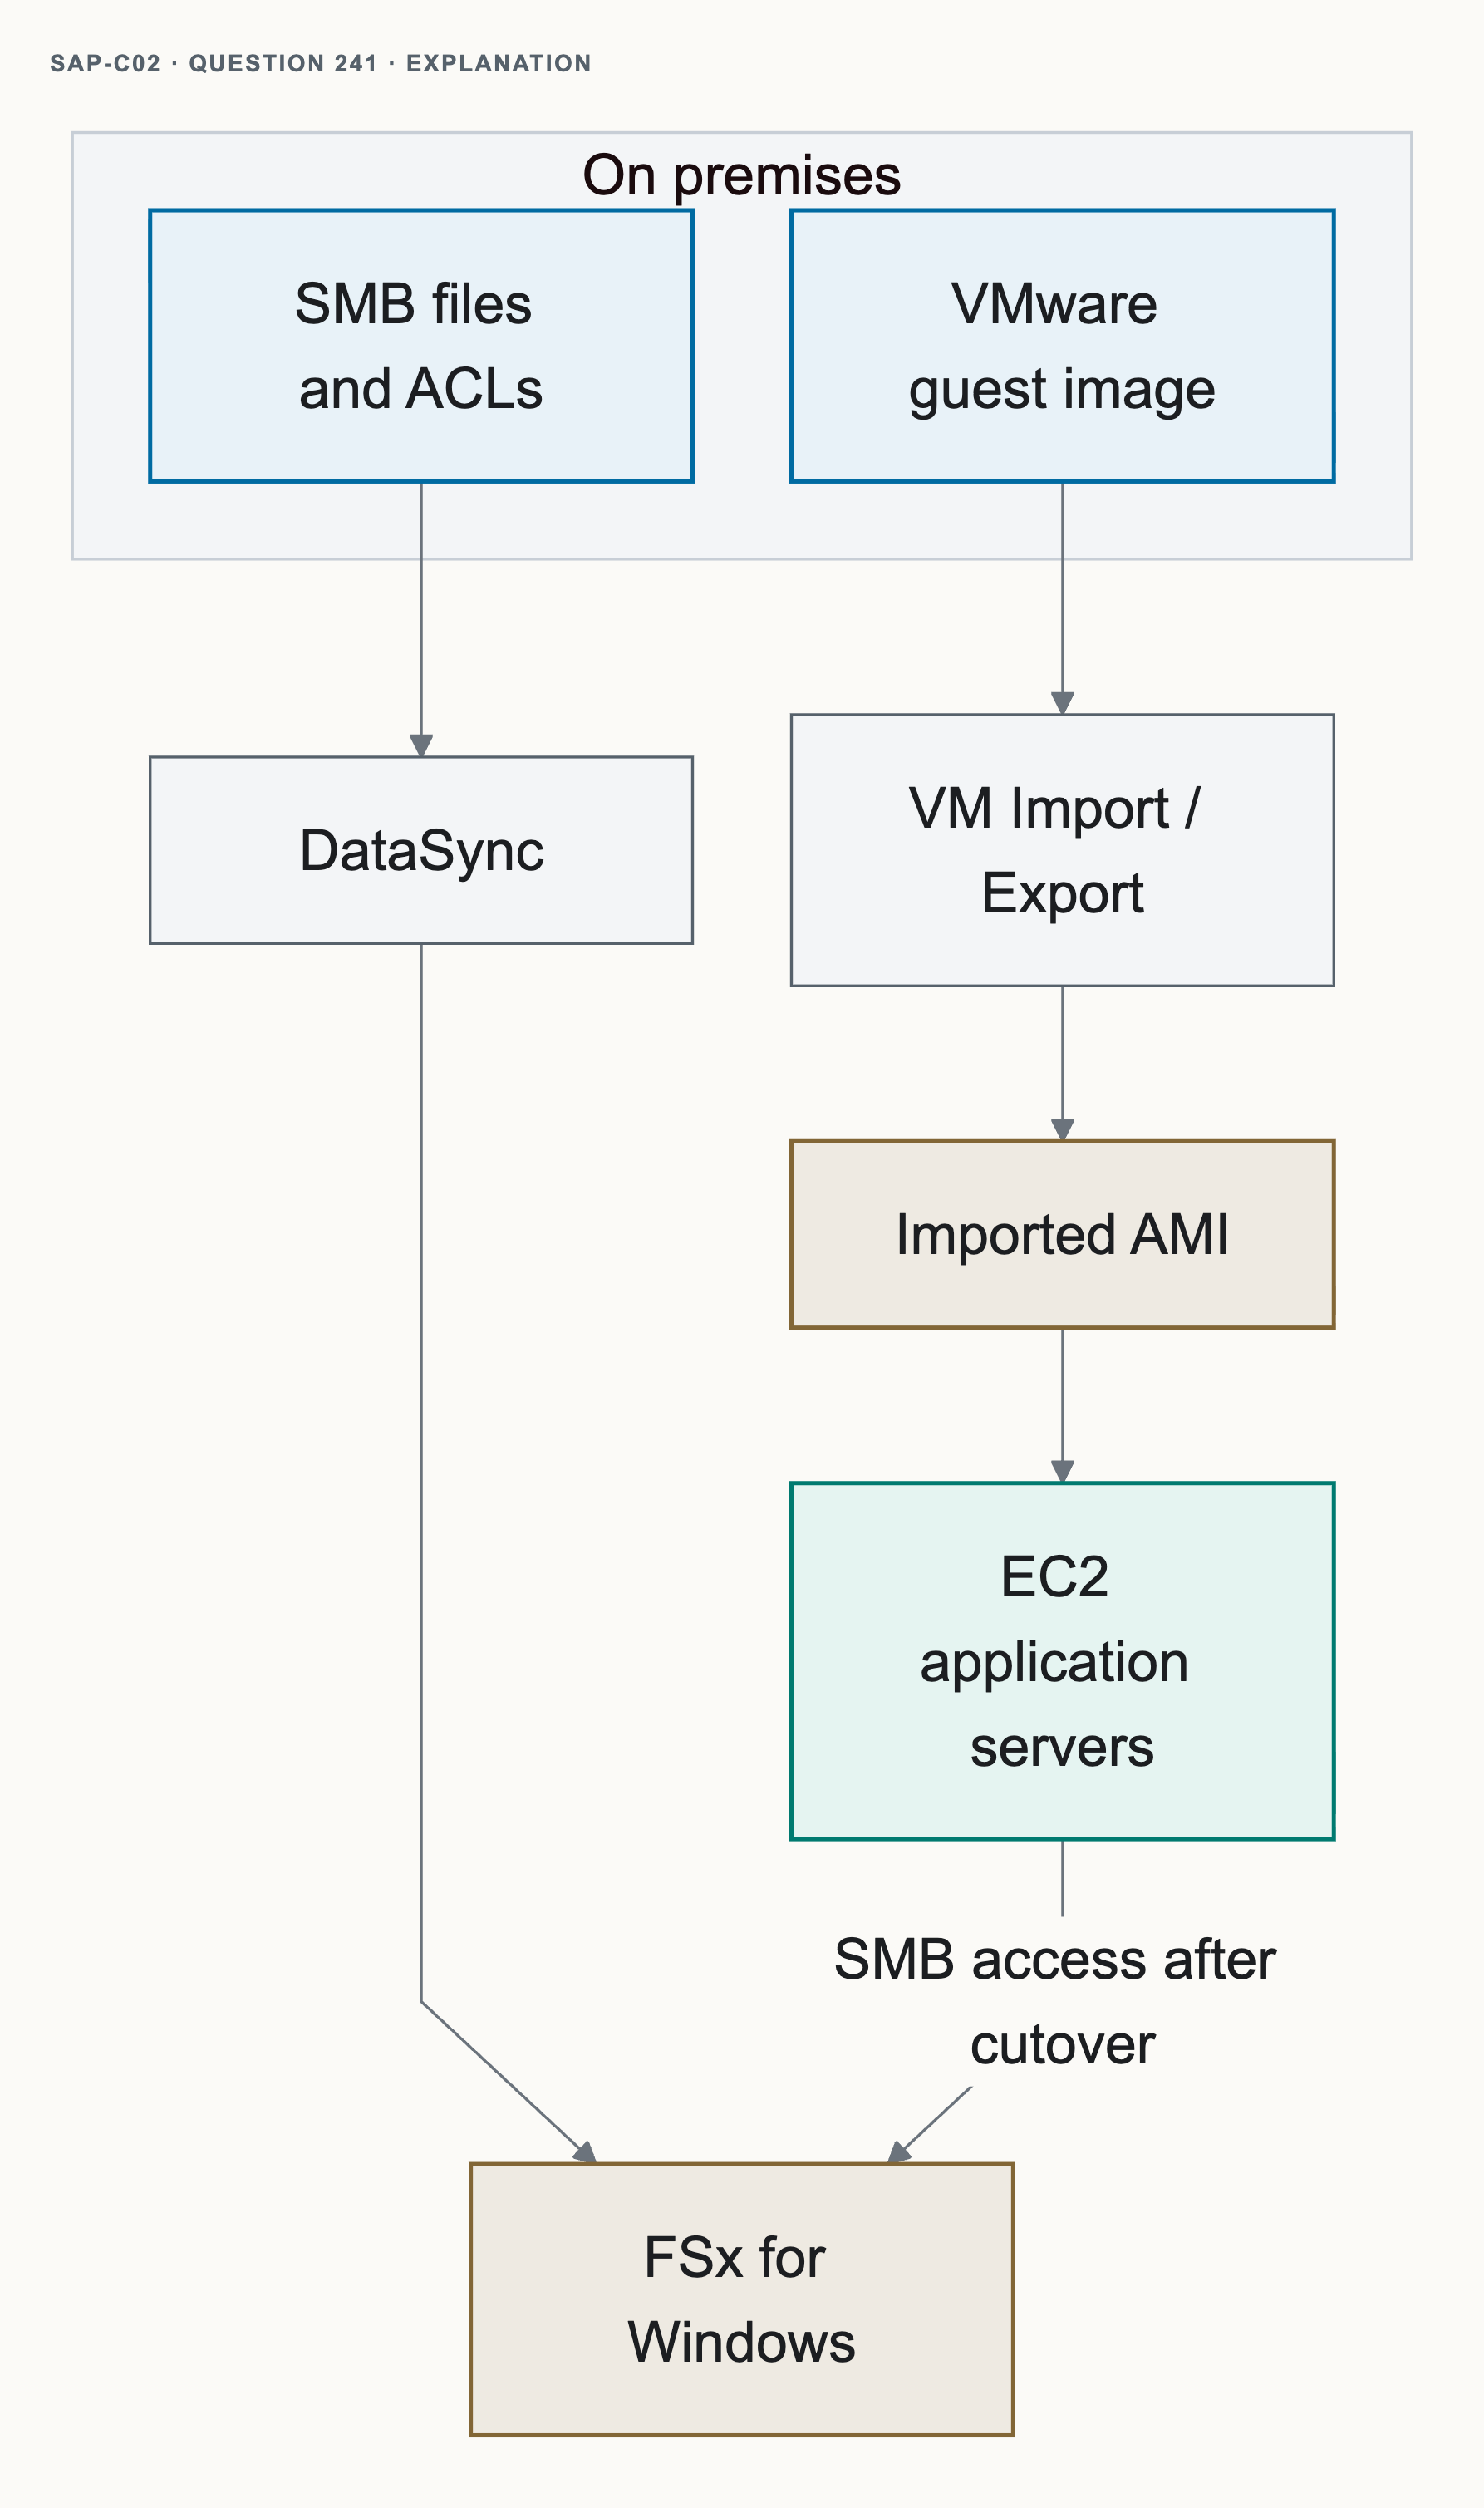 SAP-C02 · QUESTION 241 · EXPLANATION
On premises
SMB files
and ACLs
VMware
guest image
DataSync
VM Import /
Export
Imported AMI
EC2
application
servers
SMB access after
cutover
FSx for
Windows